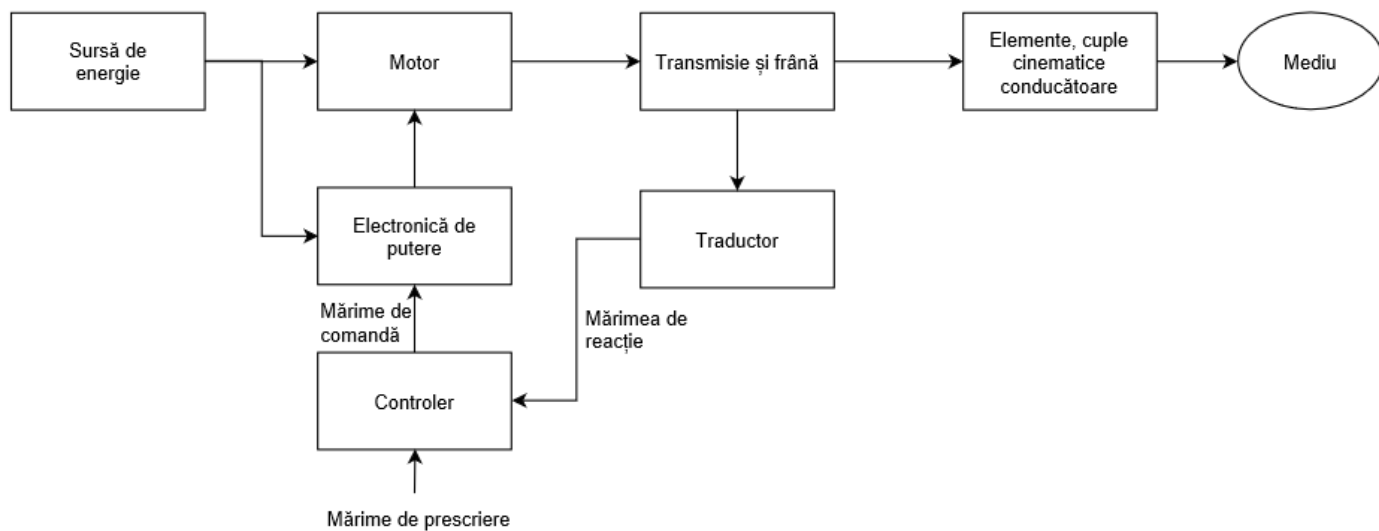 Sursă de
energie
Motor
Transmisie și frână
Elemente, cuple
cinematice
conducătoare
Mediu
Electronică de
putere
Traductor
Mărime de
comandă
Mărimea de
reacție
Controler
Mărime de prescriere